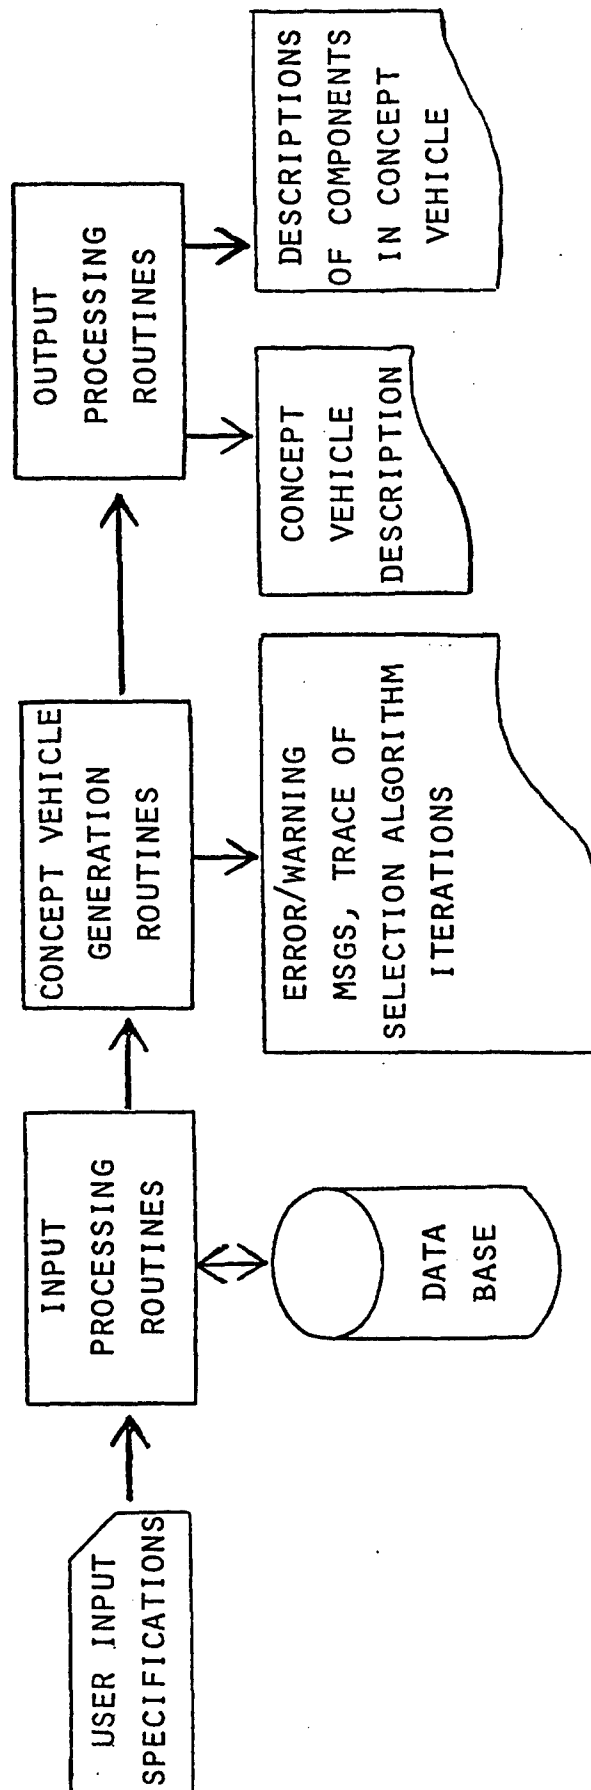 USER INPUT
SPECIFICATIONS
INPUT
PROCESSING
ROUTINES
DATA
BASE
CONCEPT VEHICLE
GENERATION
ROUTINES
ERROR/WARNING
MSGS, TRACE OF
SELECTION ALGORITHM
ITERATIONS
OUTPUT
PROCESSING
ROUTINES
CONCEPT
VEHICLE
DESCRIPTION
DESCRIPTIONS
OF COMPONENTS
IN CONCEPT
VEHICLE